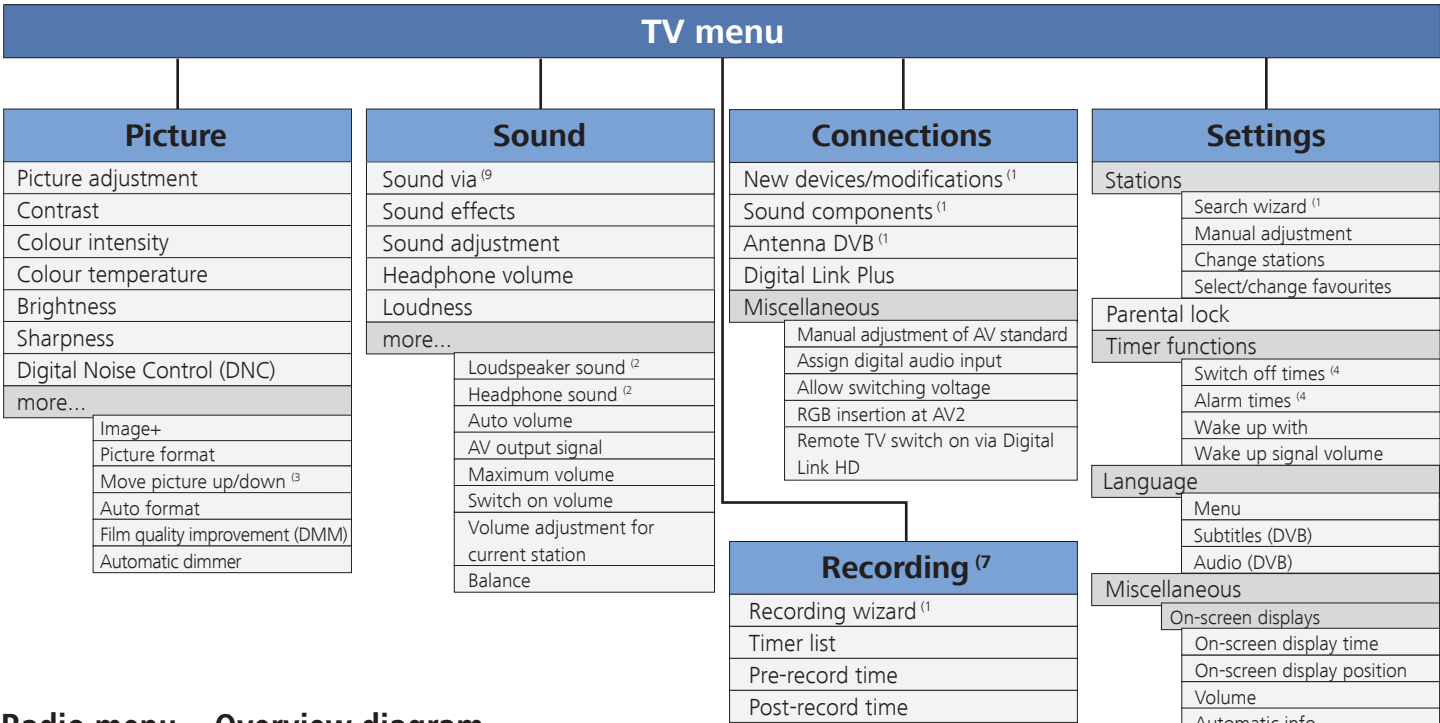 TV menu
Picture
Picture adjustment
Contrast
Colour intensity
Colour temperature
Brightness
Sharpness
Digital Noise Control (DNC)
more...
Image+
Picture format
Move picture up/down (3
Auto format
Film quality improvement (DMM)
Automatic dimmer
Sound
Sound via (9
Sound effects
Sound adjustment
Headphone volume
Loudness
more...
Loudspeaker sound (2
Headphone sound (2
Auto volume
AV output signal
Maximum volume
Switch on volume
Volume adjustment for
current station
Balance
Connections
New devices/modifications (1
Sound components (1
Antenna DVB (1
Digital Link Plus
Miscellaneous
Manual adjustment of AV standard
Assign digital audio input
Allow switching voltage
RGB insertion at AV2
Remote TV switch on via Digital
Link HD
Recording (7
Recording wizard (1
Timer list
Pre-record time
Post-record time
Settings
Stations
Search wizard (1
Manual adjustment
Change stations
Select/change favourites
Parental lock
Timer functions
Switch off times (4
Alarm times (4
Wake up with
Wake up signal volume
Language
Menu
Subtitles (DVB)
Audio (DVB)
Miscellaneous
On-screen displays
On-screen display time
On-screen display position
Volume
Automatic info
Radio menu – Overview diagram